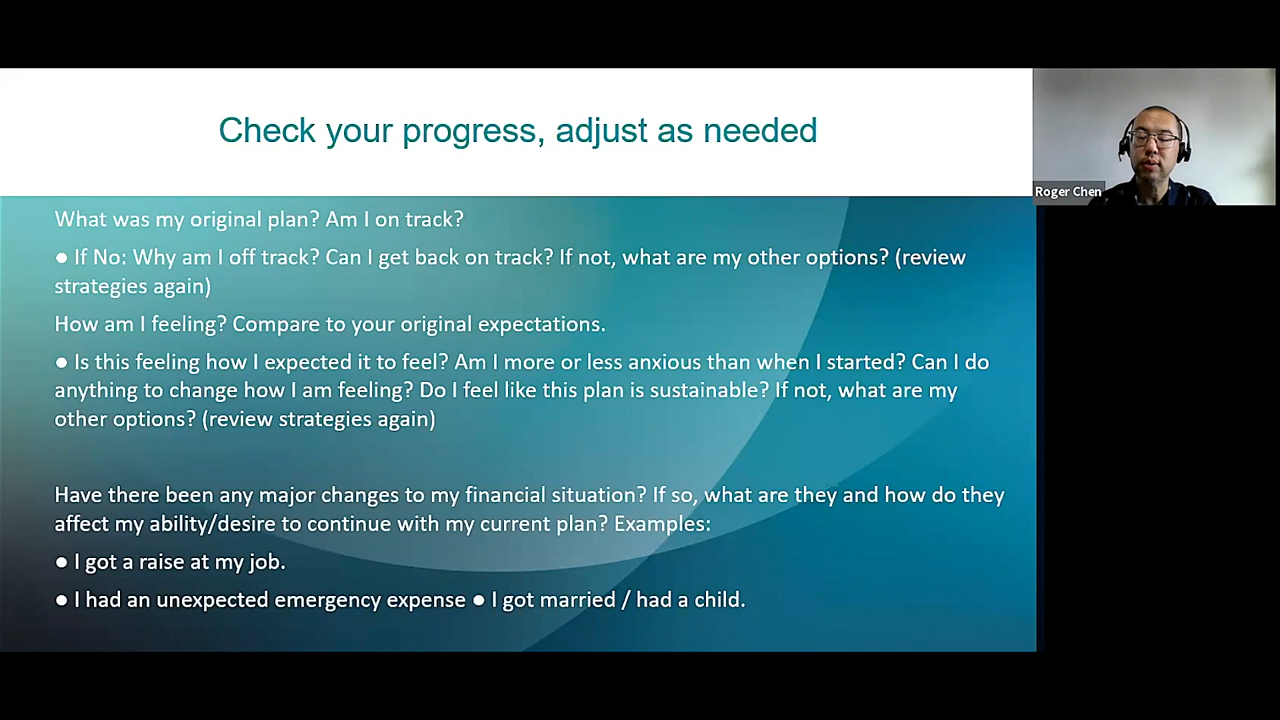 Check your progress, adjust as needed
Roger Chen
What was my original plan? Am I on track?
● If No: Why am I off track? Can I get back on track? If not, what are my other options? (review
strategies again)
How am I feeling? Compare to your original expectations.
● Is this feeling how I expected it to feel? Am I more or less anxious than when I started? Can I do
anything to change how I am feeling? Do I feel like this plan is sustainable? If not, what are my
other options? (review strategies again)
Have there been any major changes to my financial situation? If so, what are they and how do they
affect my ability/desire to continue with my current plan? Examples:
● I got a raise at my job.
● I had an unexpected emergency expense ● I got married / had a child.